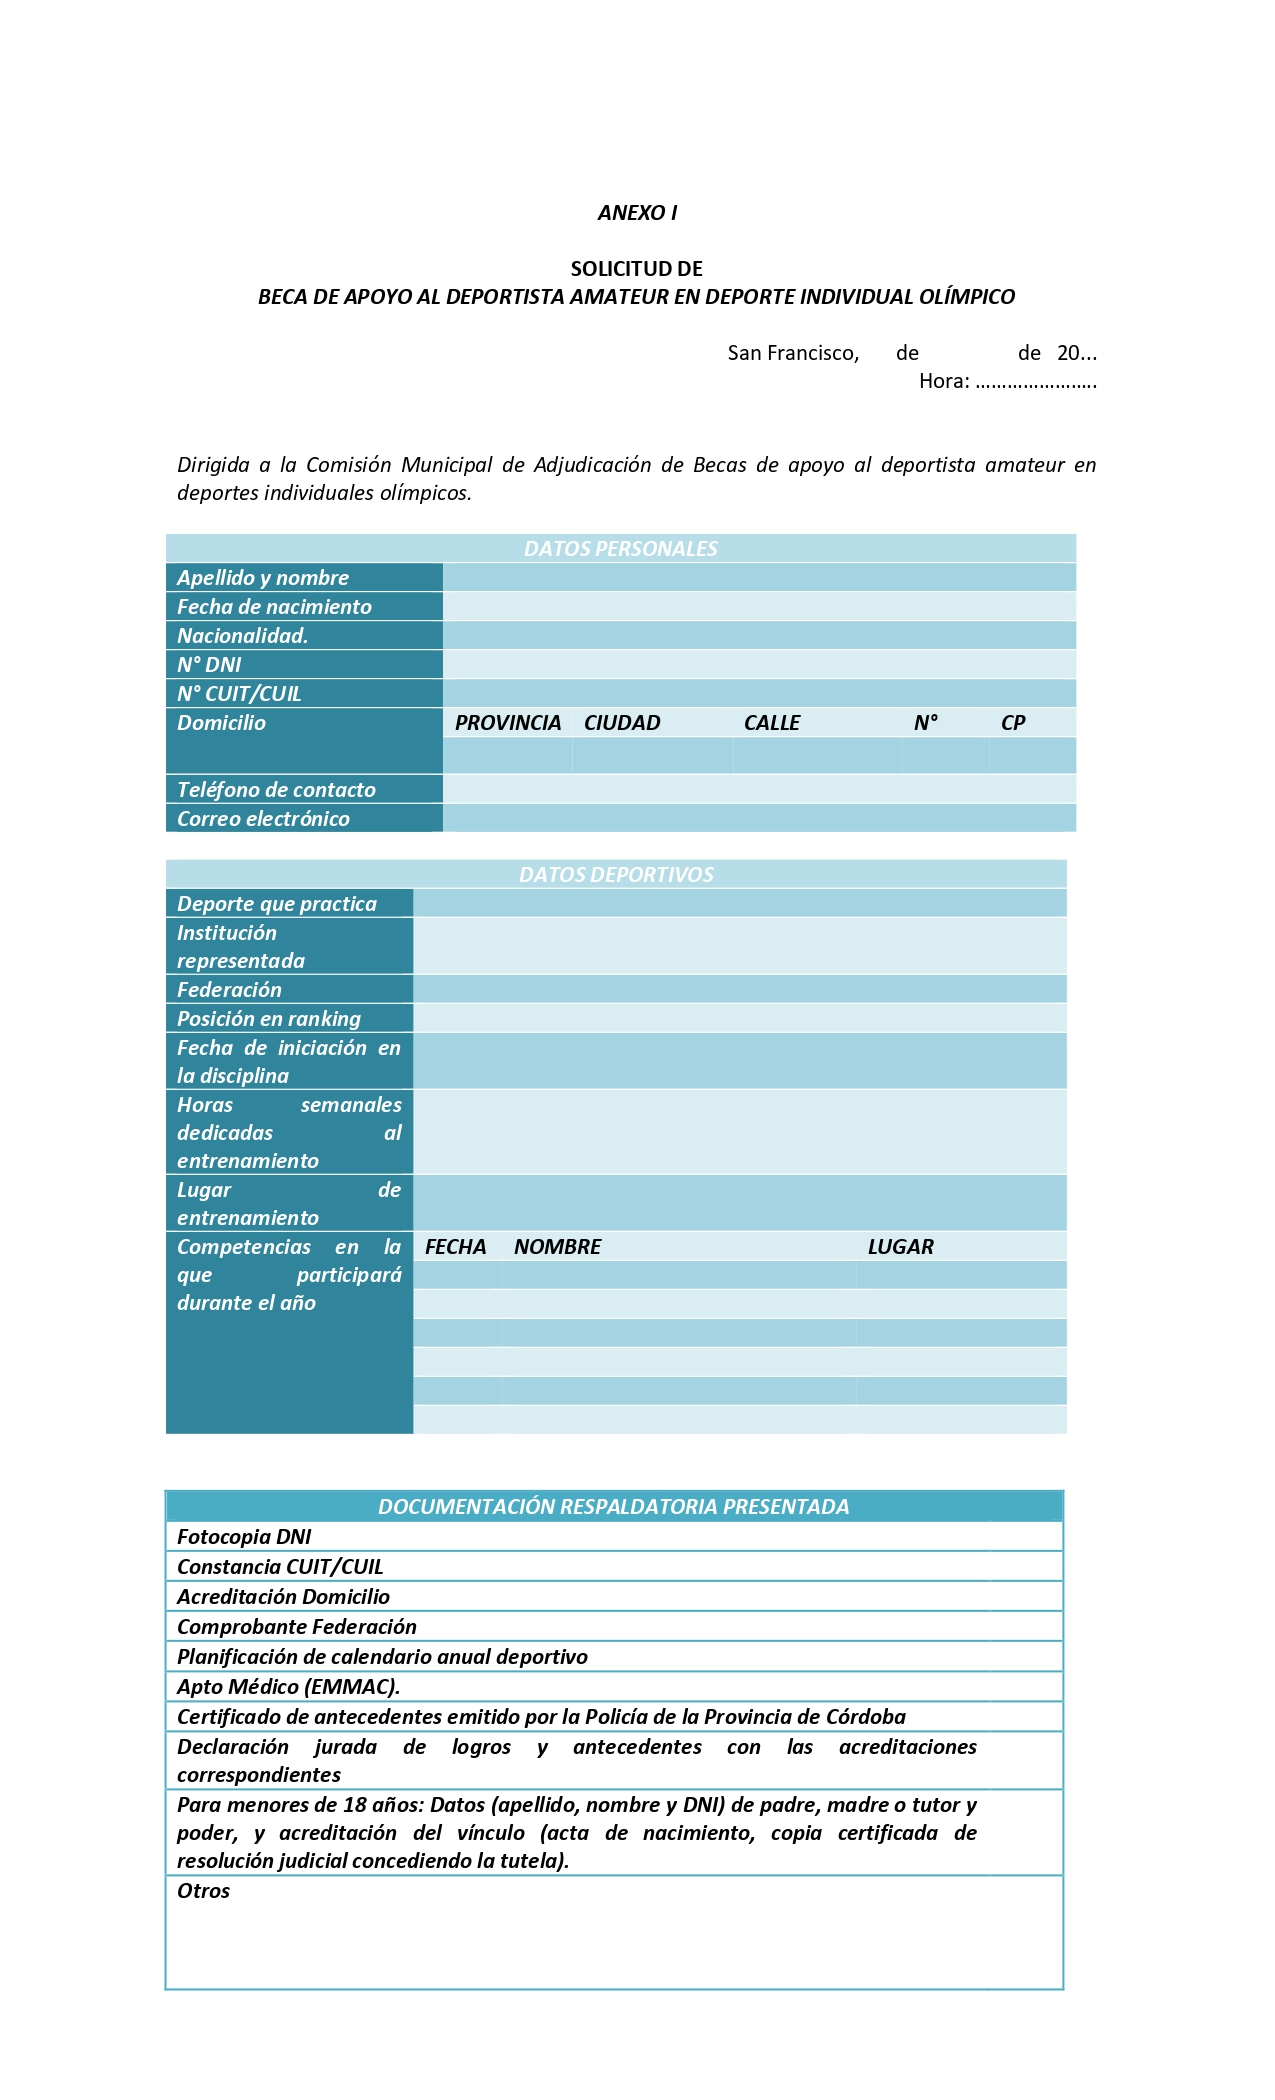 ANEXO I
SOLICITUD DE
BECA DE APOYO AL DEPORTISTA AMATEUR EN DEPORTE INDIVIDUAL OLÍMPICO
San Francisco, de de 20...
Hora: .......................
Dirigida a la Comisión Municipal de Adjudicación de Becas de apoyo al deportista amateur en
deportes individuales olímpicos.
DATOS PERSONALES
Apellido y nombre
Fecha de nacimiento
Nacionalidad.
N° DNI
N° CUIT/CUIL
Domicilio PROVINCIA CIUDAD CALLE N° CP
Teléfono de contacto
Correo electrónico
DATOS DEPORTIVOS
Deporte que practica
Institución
representada
Federación
Posición en ranking
Fecha de iniciación en
la disciplina
Horas semanales
dedicadas al
entrenamiento
Lugar de
entrenamiento
Competencias en la FECHA NOMBRE LUGAR
que participará
durante el año
DOCUMENTACIÓN RESPALDATORIA PRESENTADA
Fotocopia DNI
Constancia CUIT/CUIL
Acreditación Domicilio
Comprobante Federación
Planificación de calendario anual deportivo
Apto Médico (EMMAC).
Certificado de antecedentes emitido por la Policía de la Provincia de Córdoba
Declaración jurada de logros y antecedentes con las acreditaciones
correspondientes
Para menores de 18 años: Datos (apellido, nombre y DNI) de padre, madre o tutor y
poder, y acreditación del vínculo (acta de nacimiento, copia certificada de
resolución judicial concediendo la tutela).
Otros